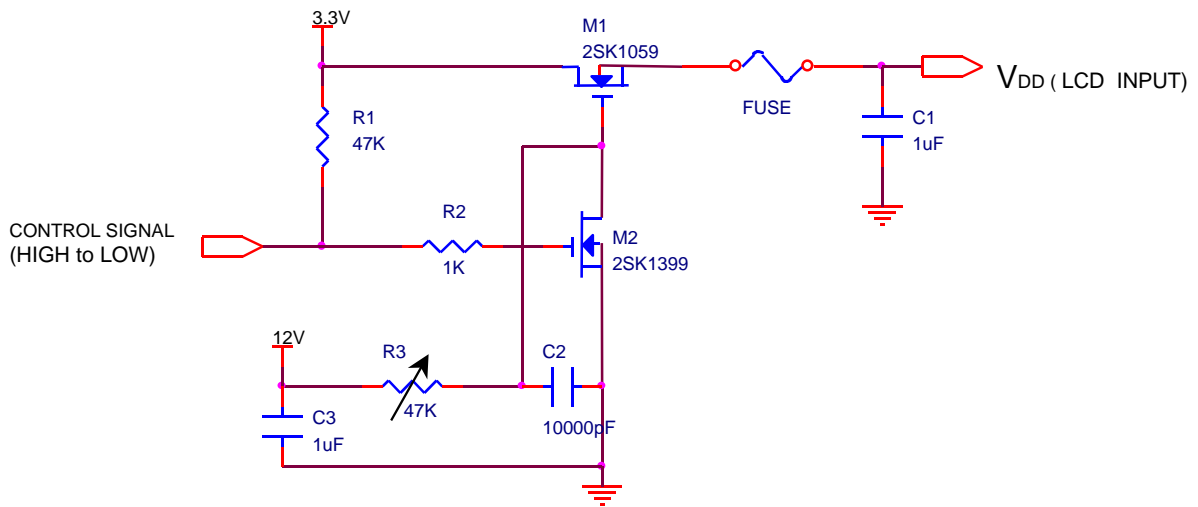 3.3V
M1
2SK1059
FUSE
VDD ( LCD INPUT)
R1
47K
C1
1uF
CONTROL SIGNAL
(HIGH to LOW)
R2
1K
M2
2SK1399
12V
R3
47K
C2
10000pF
C3
1uF